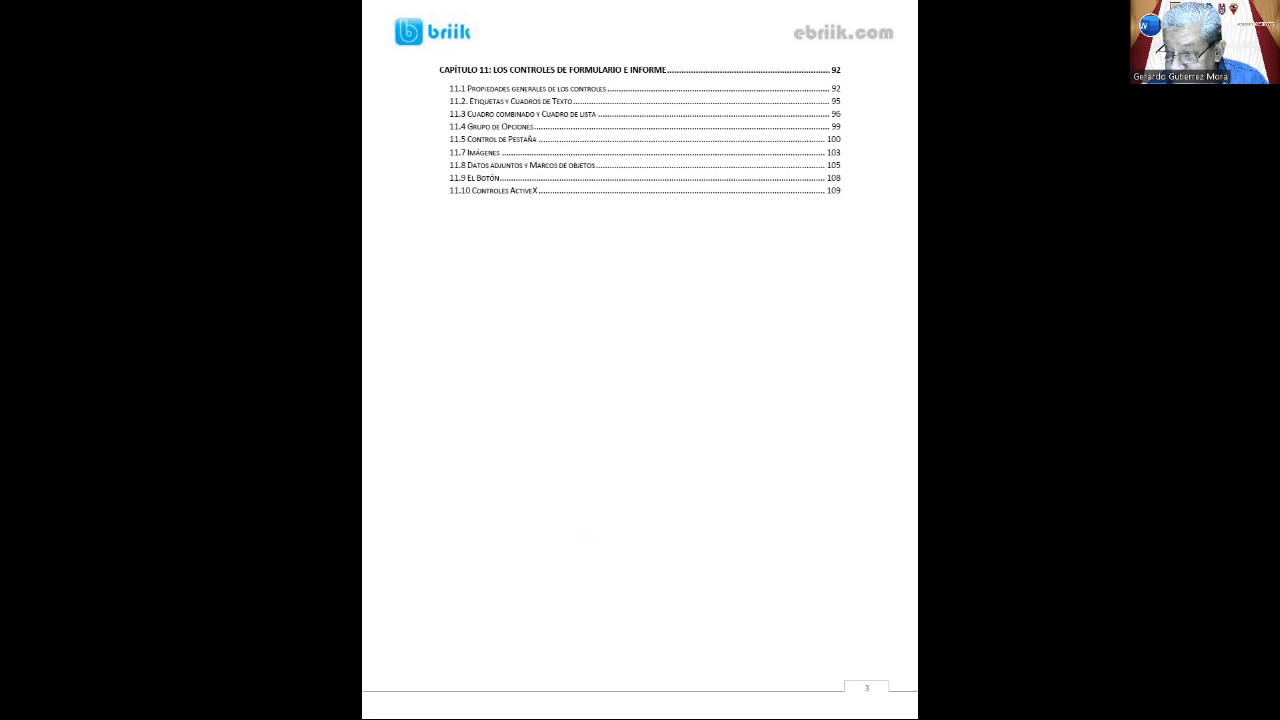 briik
ebriik.com
CAPÍTULO 11: LOS CONTROLES DE FORMULARIO E INFORME 92
11.1 PROPIEDADES GENERALES DE LOS CONTROLES 92
11.2. ETIQUETAS Y CUADROS DE TEXTO 95
11.3 CUADRO COMBINADO Y CUADRO DE LISTA 96
11.4 GRUPO DE OPCIONES 99
11.5 CONTROL DE PESTAÑA 100
11.7 IMÁGENES 103
11.8 DATOS ADJUNTOS Y MARCOS DE OBJETOS 105
11.9 EL BOTÓN 108
11.10 CONTROLES ACTIVEX 109
3
Gerardo Gutierrez Mora